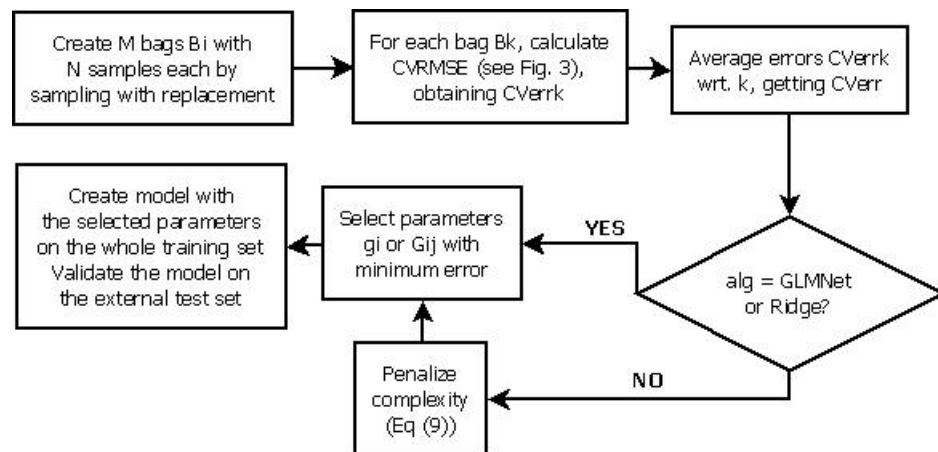 Create M bags Bi with
N samples each by
sampling with replacement
For each bag Bk, calculate
CVRMSE (see Fig. 3),
obtaining CVerrk
Average errors CVerrk
wrt. k, getting CVerr
alg = GLMNet
or Ridge?
YES
NO
Penalize
complexity
(Eq (9))
Select parameters
gi or Gij with
minimum error
Create model with
the selected parameters
on the whole training set
Validate the model on
the external test set